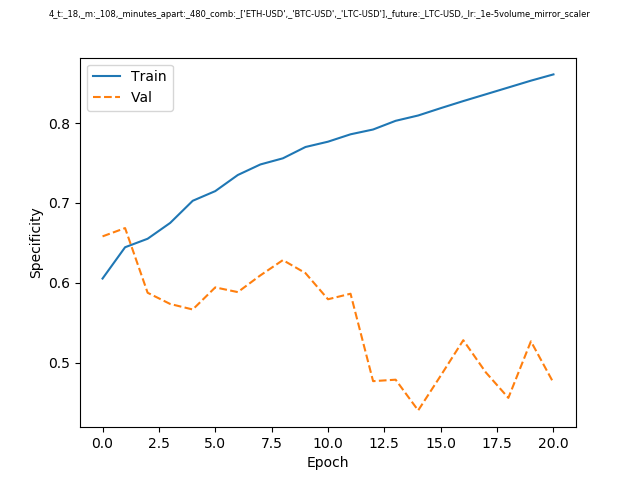 4_t:_18,_m:_108,_minutes_apart:_480_comb:_['ETH-USD',_'BTC-USD',_'LTC-USD'],_future:_LTC-USD,_lr:_1e-5volume_mirror_scaler
Train
Val
0.8
0.7
0.6
0.5
Specificity
0.0 2.5 5.0 7.5 10.0 12.5 15.0 17.5 20.0
Epoch